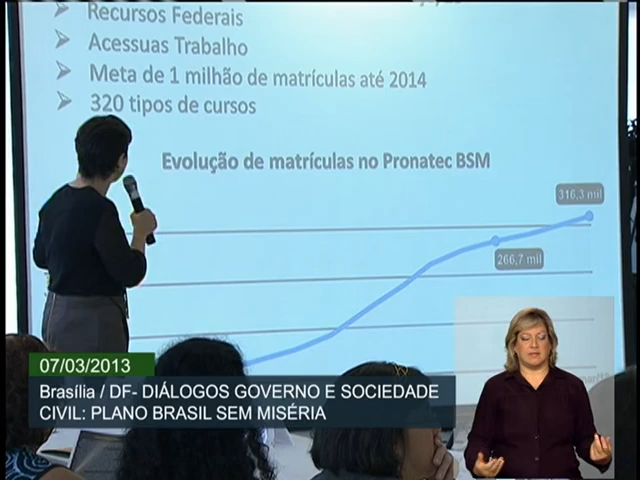 Recursos Federais
➤ Acessuas Trabalho
➤ Meta de 1 milhão de matrículas até 2014
➤ 320 tipos de cursos
Evolução de matrículas no Pronatec BSM
316,3 mil
266,7 mil
07/03/2013
Brasília / DF- DIÁLOGOS GOVERNO E SOCIEDADE
CIVIL: PLANO BRASIL SEM MISÉRIA